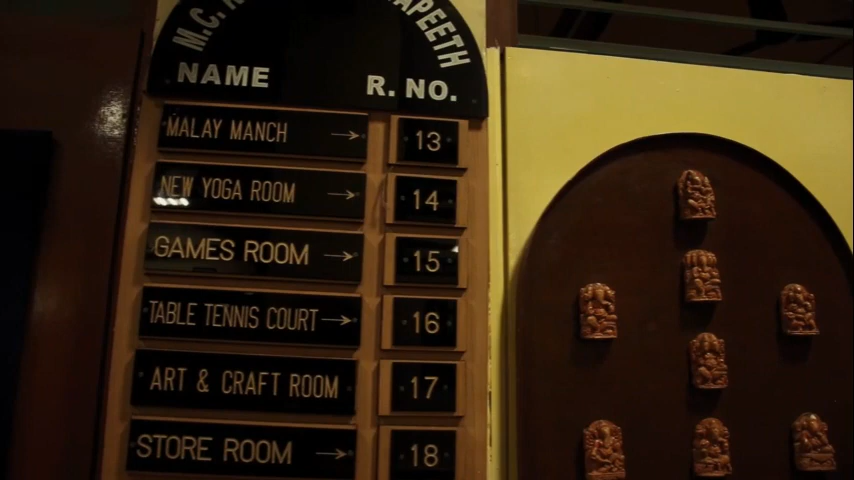 M.C.
NAME R. NO.
MALAY MANCH → 13
NEW YOGA ROOM → 14
GAMES ROOM → 15
TABLE TENNIS COURT → 16
ART & CRAFT ROOM 17
STORE ROOM → 18